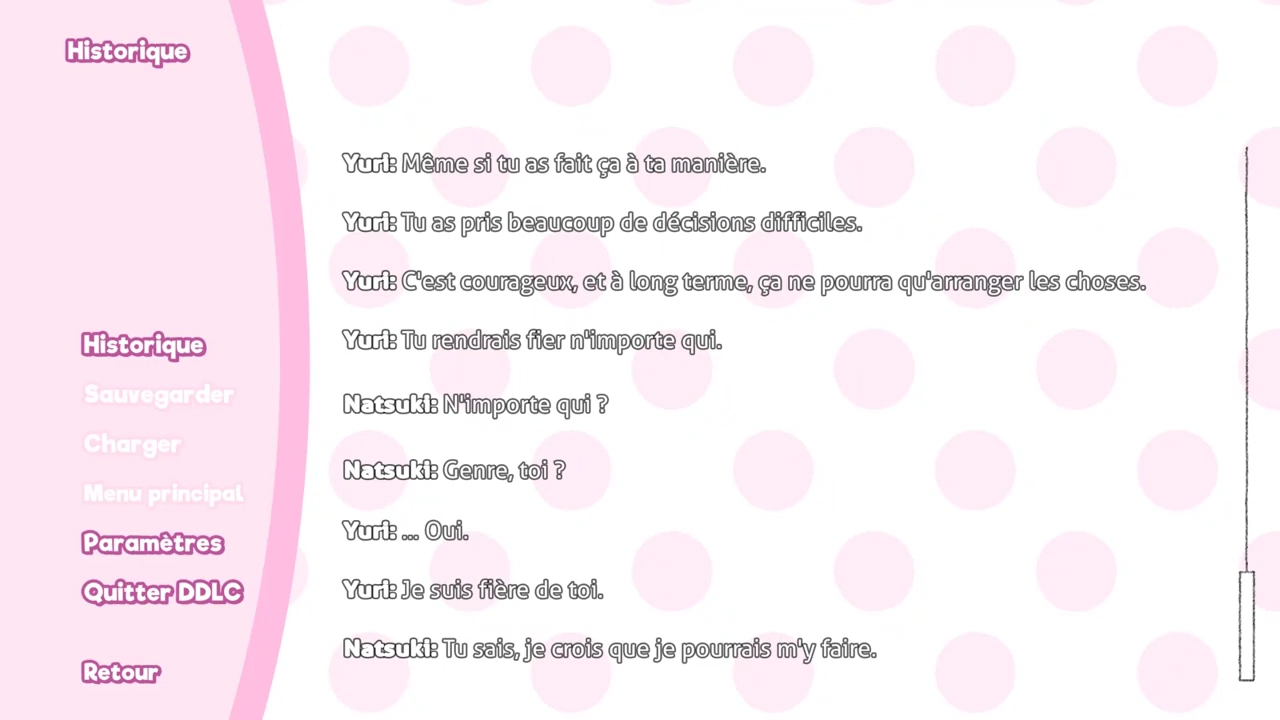 Historique
Yuri: Même si tu as fait ça à ta manière.
Yuri: Tu as pris beaucoup de décisions difficiles.
Yuri: C'est courageux, et à long terme, ça ne pourra qu'arranger les choses.
Yuri: Tu rendrais fier n'importe qui.
Natsuki: N'importe qui ?
Natsuki: Genre, toi ?
Yuri: ... Oui.
Yuri: Je suis fière de toi.
Natsuki: Tu sais, je crois que je pourrais m'y faire.
Historique
Sauvegarder
Charger
Menu principal
Paramètres
Quitter DDLC
Retour